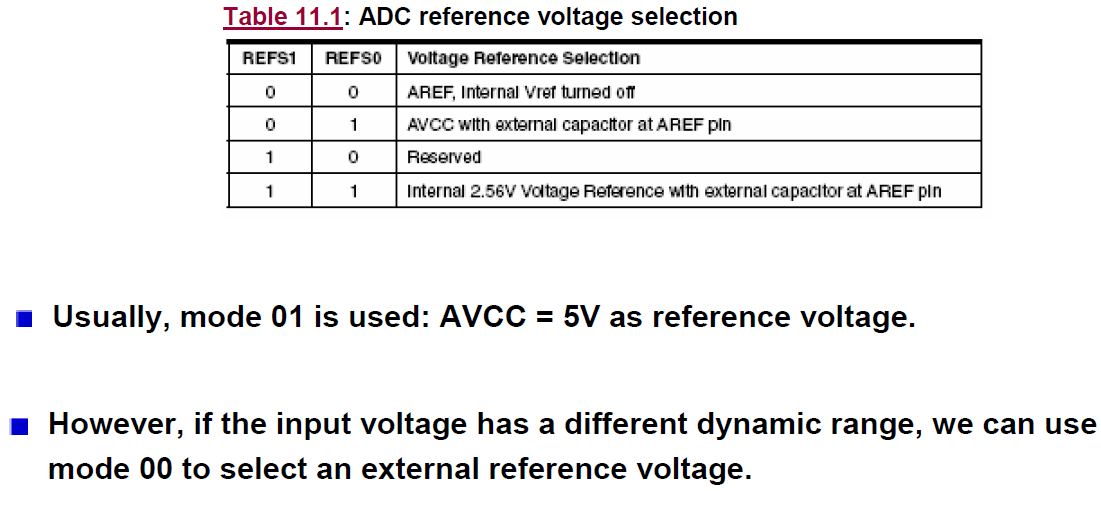 Table 11.1: ADC reference voltage selection
REFS1 REFS0 Voltage Reference Selection
0 0 AREF, Internal Vref turned off
0 1 AVCC with external capacitor at AREF pin
1 0 Reserved
1 1 Internal 2.56V Voltage Reference with external capacitor at AREF pin
Usually, mode 01 is used: AVCC = 5V as reference voltage.
However, if the input voltage has a different dynamic range, we can use
mode 00 to select an external reference voltage.